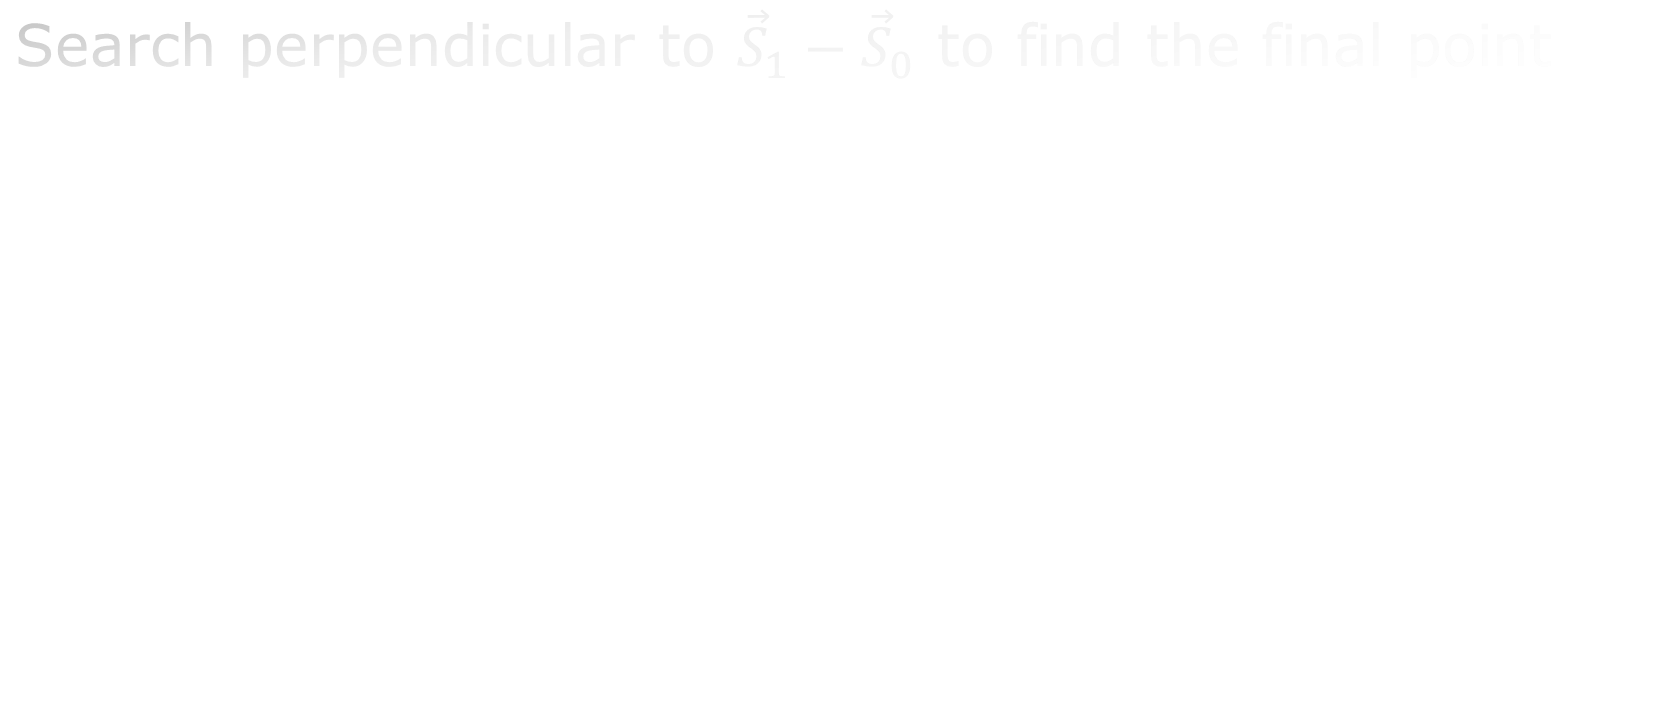 Search perpendicular to $\vec{S}_1 - \vec{S}_0$ to find the final point